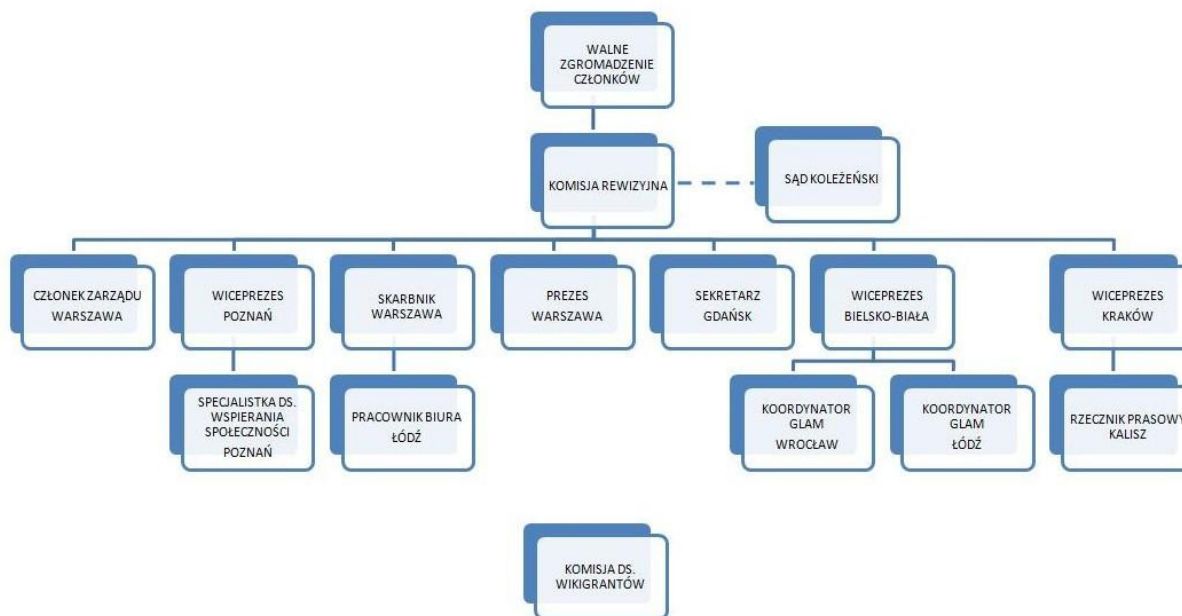 WALNE
ZGROMADZENIE
CZŁONKÓW
KOMISJA REWIZYJNA
SĄD KOLEŻEŃSKI
CZŁONEK ZARZĄDU
WARSZAWA
WICEPREZES
POZNAŃ
SKARBNIK
WARSZAWA
PREZES
WARSZAWA
SEKRETARZ
GDAŃSK
WICEPREZES
BIELSKO-BIAŁA
WICEPREZES
KRAKÓW
SPECJALISTKA DS.
WSPIERANIA
SPOŁECZNOŚCI
POZNAŃ
PRACOWNIK BIURA
ŁÓDŹ
KOORDYNATOR
GLAM
WROCŁAW
KOORDYNATOR
GLAM
ŁÓDŹ
RZECZNIK PRASOWY
KALISZ
KOMISJA DS.
WIKIGRANTÓW